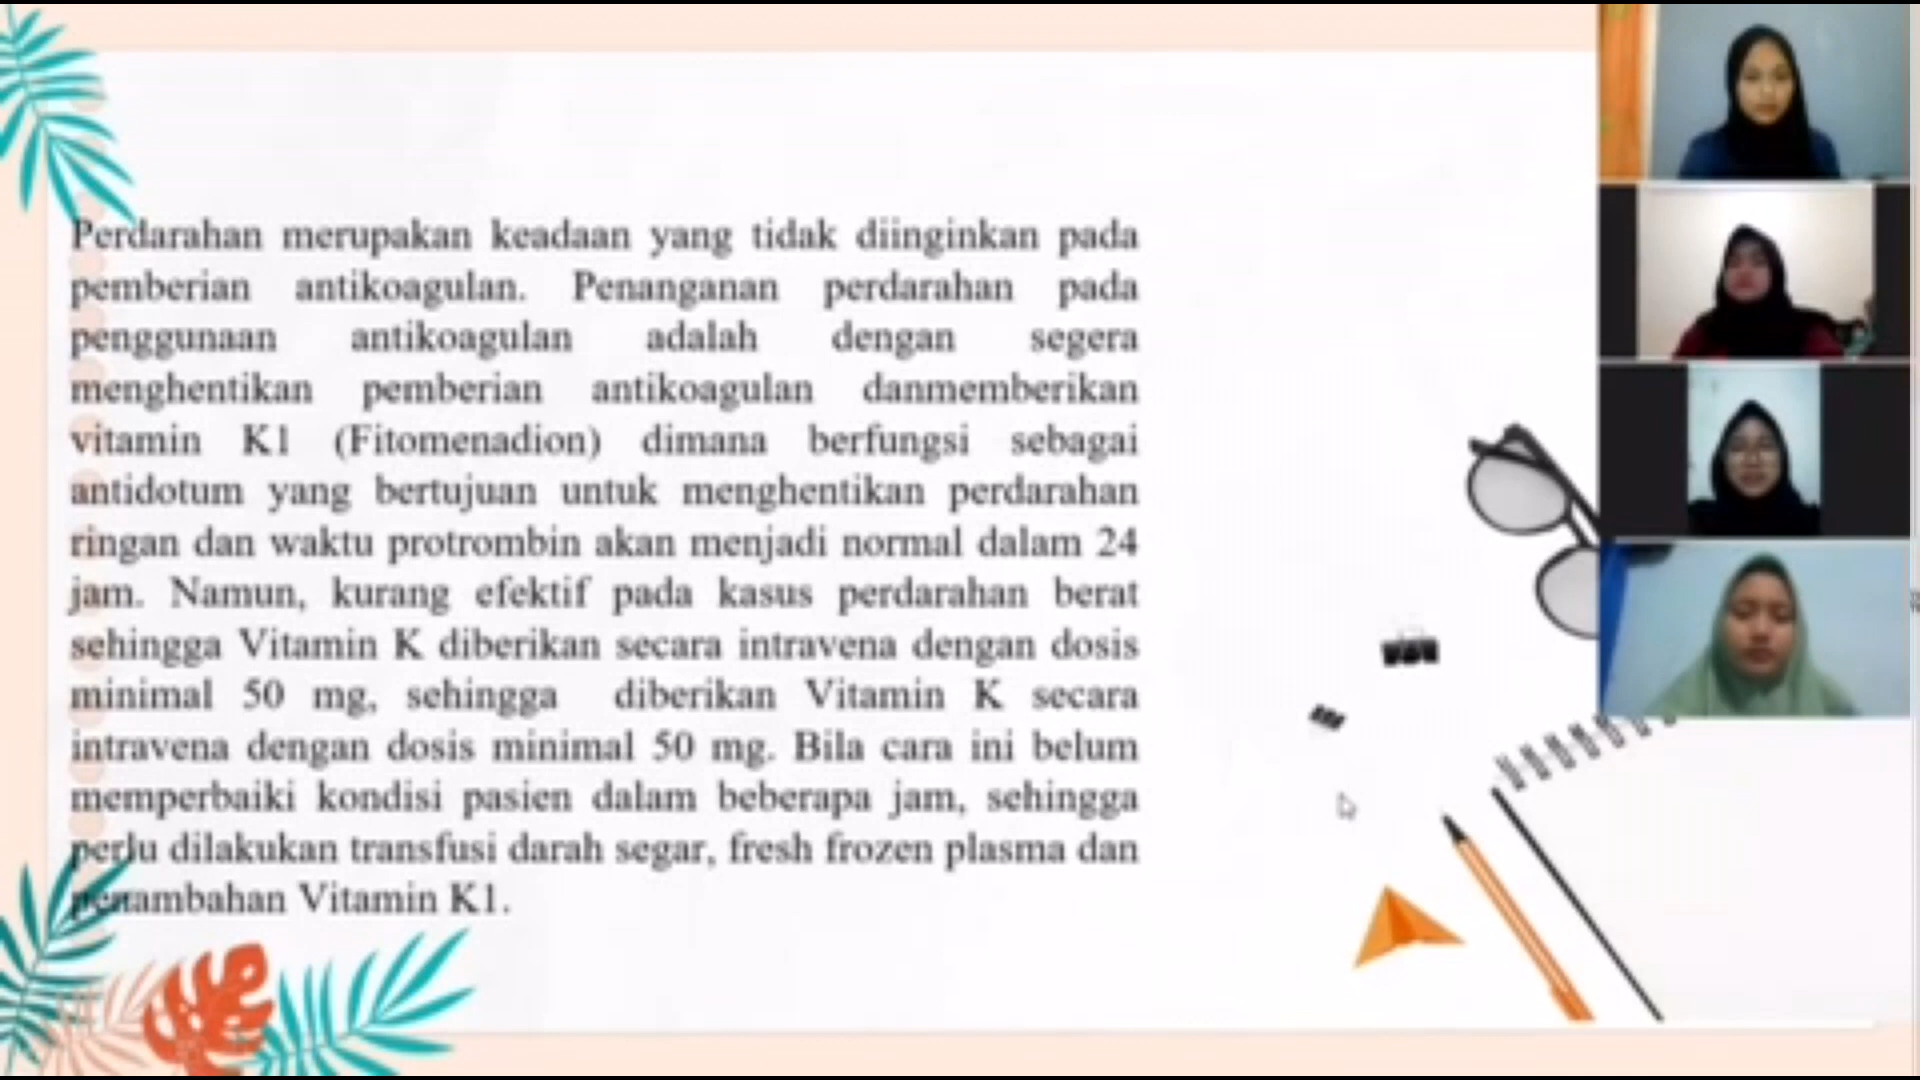 Perdarahan merupakan keadaan yang tidak diinginkan pada
pemberian antikoagulan. Penanganan perdarahan pada
penggunaan antikoagulan adalah dengan segera
menghentikan pemberian antikoagulan danmemberikan
vitamin K1 (Fitomenadion) dimana berfungsi sebagai
antidotum yang bertujuan untuk menghentikan perdarahan
ringan dan waktu protrombin akan menjadi normal dalam 24
jam. Namun, kurang efektif pada kasus perdarahan berat
sehingga Vitamin K diberikan secara intravena dengan dosis
minimal 50 mg, sehingga diberikan Vitamin K secara
intravena dengan dosis minimal 50 mg. Bila cara ini belum
memperbaiki kondisi pasien dalam beberapa jam, sehingga
perlu dilakukan transfusi darah segar, fresh frozen plasma dan
penambahan Vitamin K1.